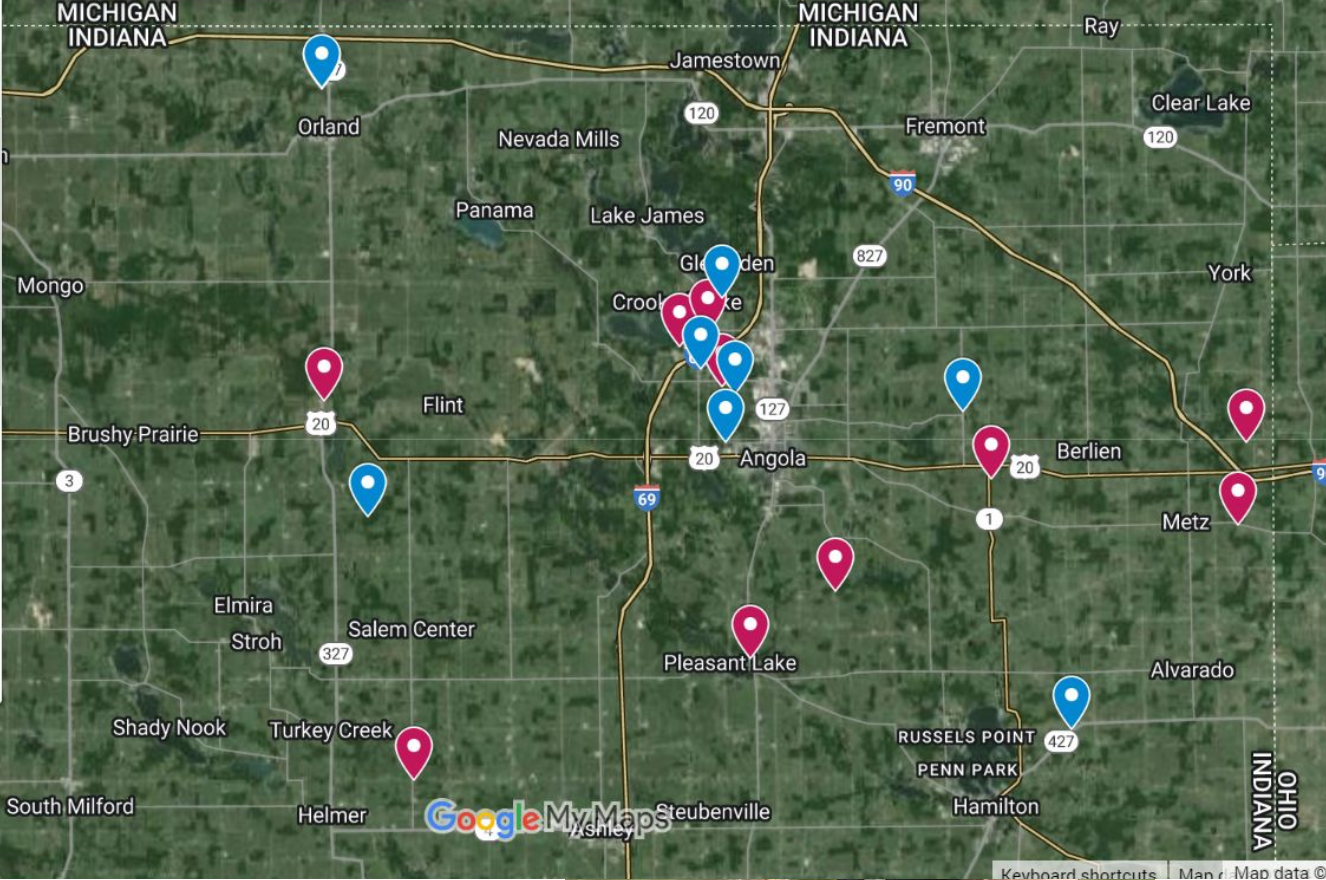 MICHIGAN
INDIANA
MICHIGAN
INDIANA
Ray
Jamestown
Clear Lake
120
Orland
Nevada Mills
Fremont
120
90
Panama
Lake James
827
Mongo
York
20
Flint
127
Brushy Prairie
20
Angola
20
Berlien
3
69
1
Metz
Elmira
Stroh
Salem Center
327
Pleasant Lake
Alvarado
Shady Nook
Turkey Creek
RUSSELS POINT
427
PENN PARK
South Milford
Helmer
Google My Maps
Steubenville
Ashley
Hamilton
OHIO
INDIANA
Keyboard shortcuts
Map data ©